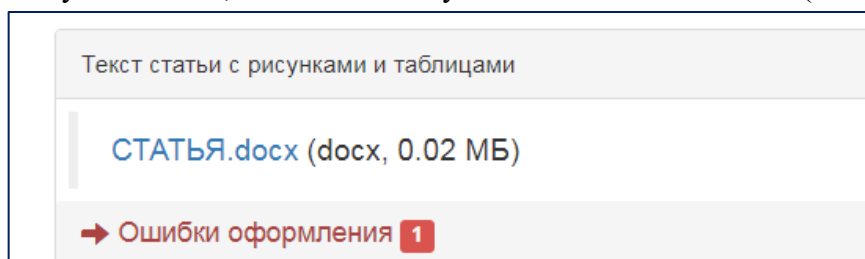 Текст статьи с рисунками и таблицами
СТАТЬЯ.docx (docx, 0.02 МБ)
Ошибки оформления 1